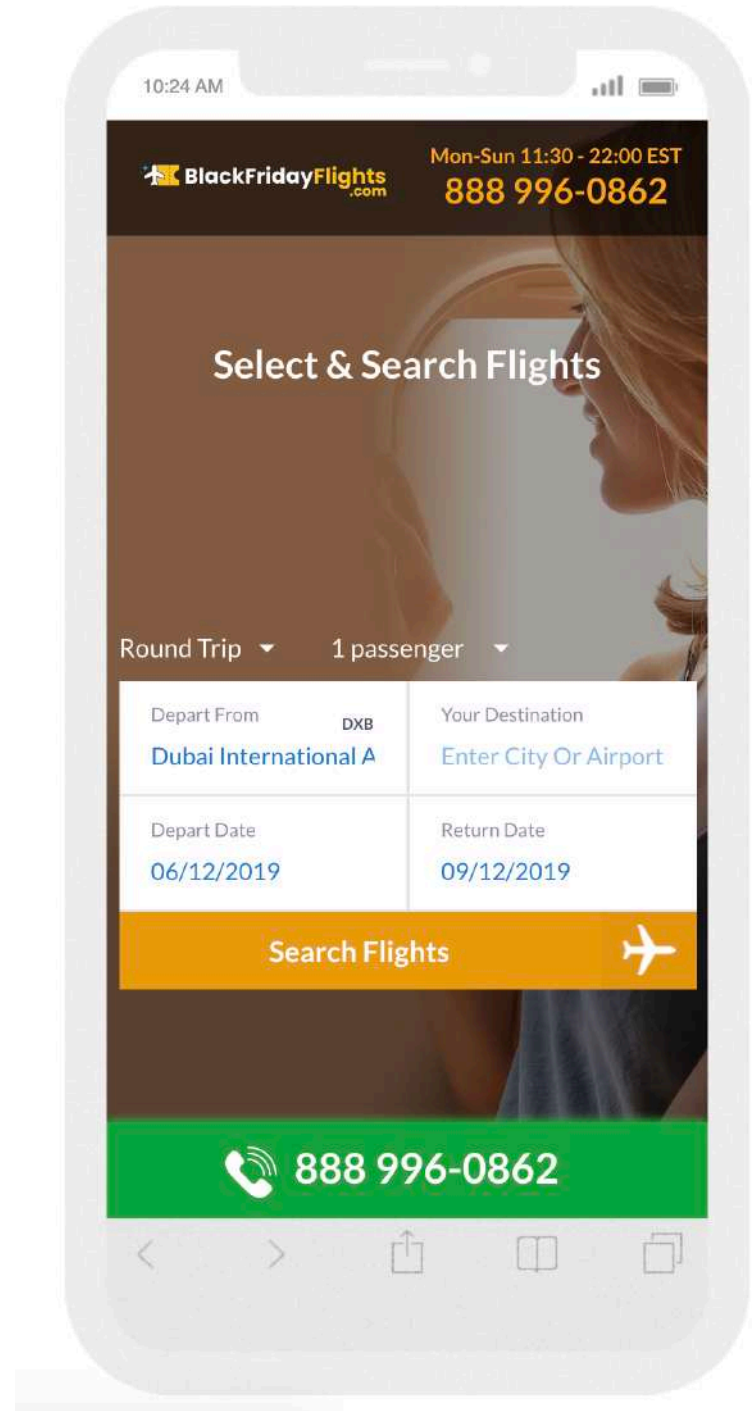 10:24 AM
BlackFridayFlights
.com
Mon-Sun 11:30 - 22:00 EST
888 996-0862
Select & Search Flights
Round Trip
1 passenger
Depart From
DXB
Dubai International A
Your Destination
Enter City Or Airport
Depart Date
06/12/2019
Return Date
09/12/2019
Search Flights
888 996-0862